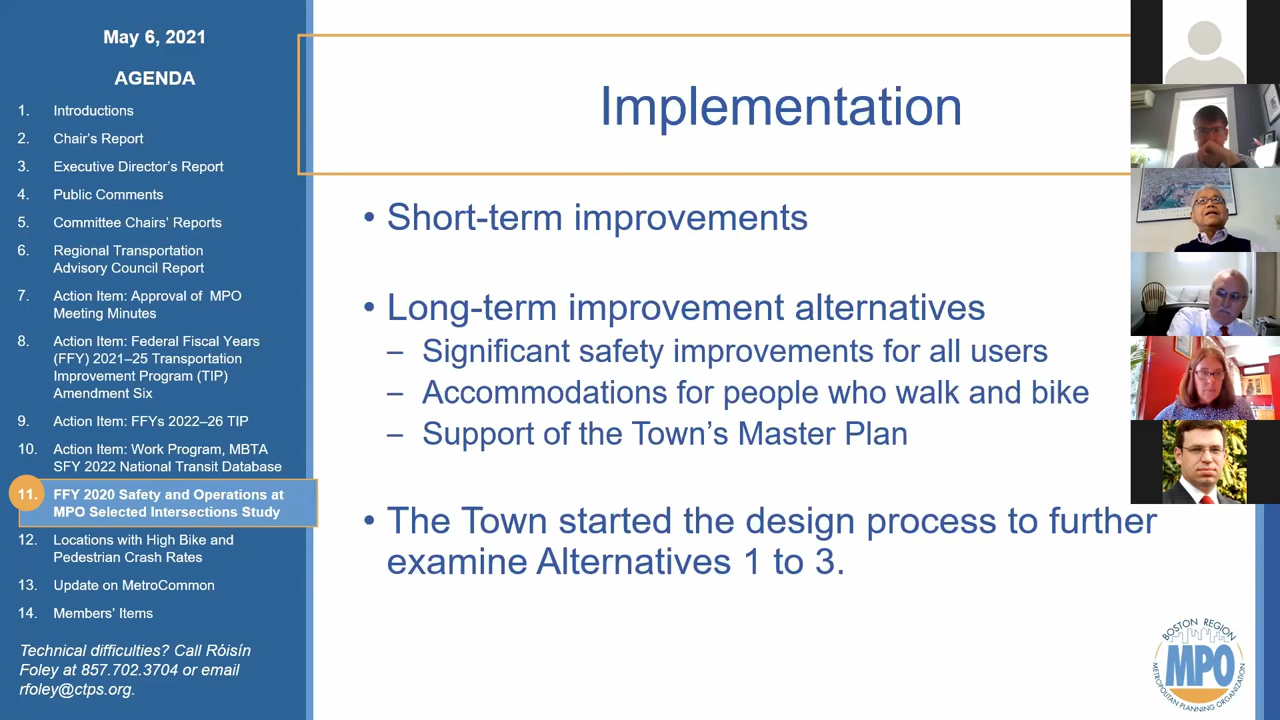 May 6, 2021
AGENDA
1. Introductions
2. Chair's Report
3. Executive Director's Report
4. Public Comments
5. Committee Chairs' Reports
6. Regional Transportation
Advisory Council Report
7. Action Item: Approval of MPO
Meeting Minutes
8. Action Item: Federal Fiscal Years
(FFY) 2021–25 Transportation
Improvement Program (TIP)
Amendment Six
9. Action Item: FFYs 2022–26 TIP
10. Action Item: Work Program, MBTA
SFY 2022 National Transit Database
11. FFY 2020 Safety and Operations at
MPO Selected Intersections Study
12. Locations with High Bike and
Pedestrian Crash Rates
13. Update on MetroCommon
14. Members' Items
Technical difficulties? Call Róisín
Foley at 857.702.3704 or email
rfoley@ctps.org.
Implementation
• Short-term improvements
• Long-term improvement alternatives
– Significant safety improvements for all users
– Accommodations for people who walk and bike
– Support of the Town's Master Plan
• The Town started the design process to further
examine Alternatives 1 to 3.
BOSTON REGION
MPO
METROPOLITAN PLANNING ORGANIZATION